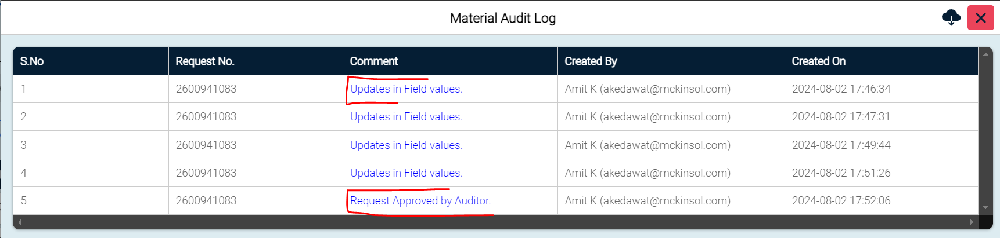 Material Audit Log
S.No Request No. Comment Created By Created On
1 2600941083 Updates in Field values. Amit K (akedawat@mckinsol.com) 2024-08-02 17:46:34
2 2600941083 Updates in Field values. Amit K (akedawat@mckinsol.com) 2024-08-02 17:47:31
3 2600941083 Updates in Field values. Amit K (akedawat@mckinsol.com) 2024-08-02 17:49:44
4 2600941083 Updates in Field values. Amit K (akedawat@mckinsol.com) 2024-08-02 17:51:26
5 2600941083 Request Approved by Auditor. Amit K (akedawat@mckinsol.com) 2024-08-02 17:52:06